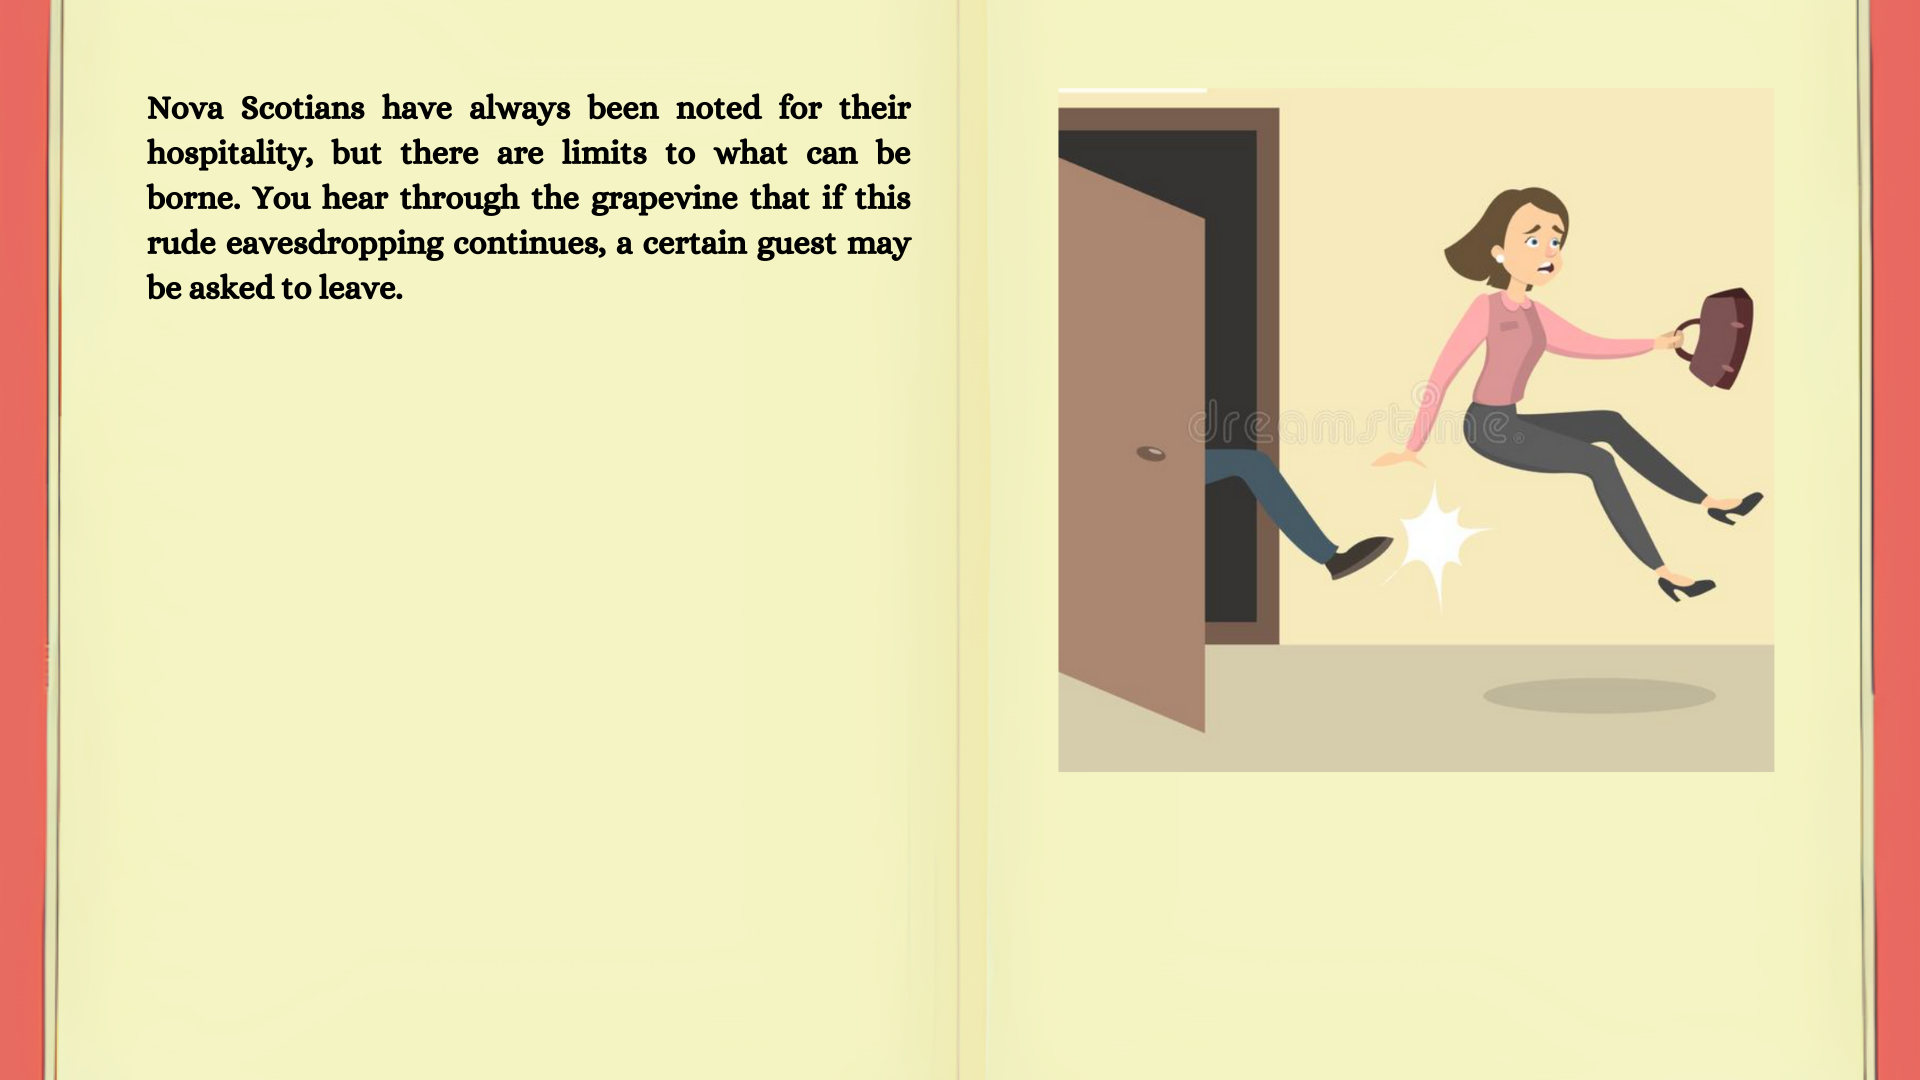 Nova Scotians have always been noted for their
hospitality, but there are limits to what can be
borne. You hear through the grapevine that if this
rude eavesdropping continues, a certain guest may
be asked to leave.
dreamstime.